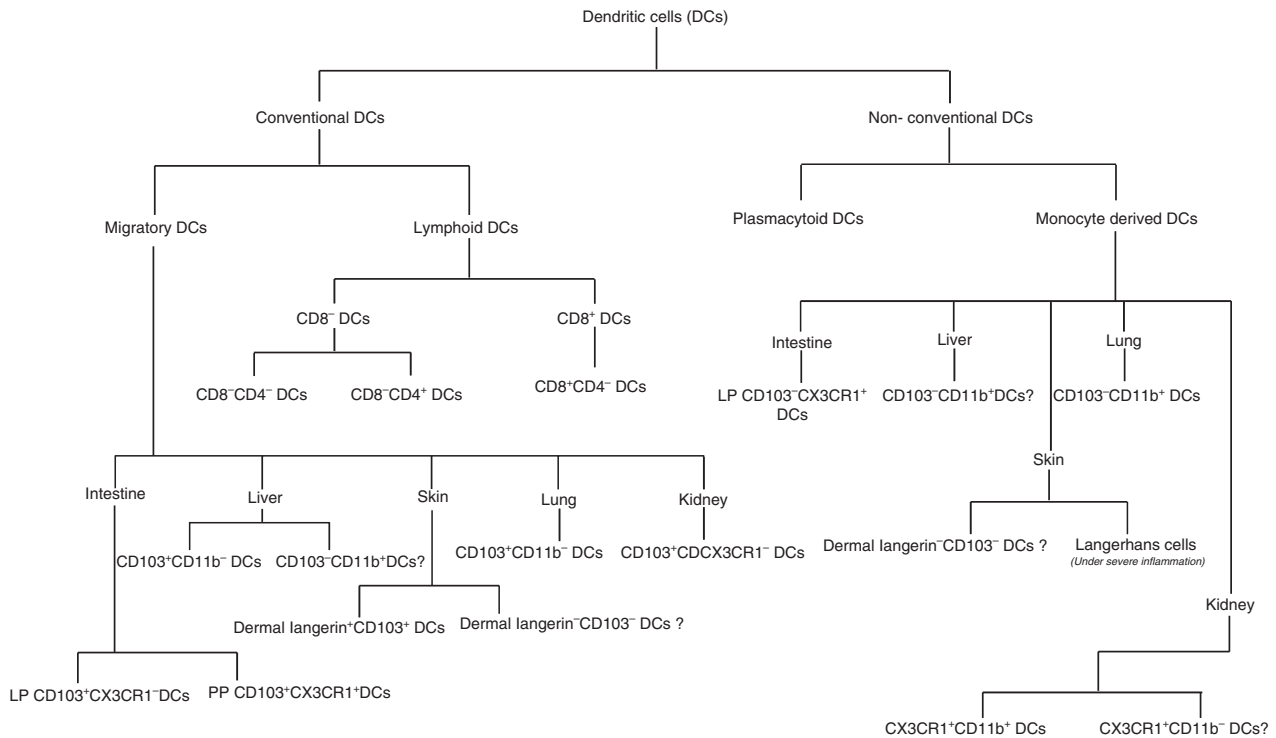 Dendritic cells (DCs)
Conventional DCs
Non- conventional DCs
Migratory DCs
Lymphoid DCs
Plasmacytoid DCs
Monocyte derived DCs
CD8⁻ DCs
CD8⁺ DCs
CD8⁻CD4⁻ DCs
CD8⁻CD4⁺ DCs
CD8⁺CD4⁻ DCs
Intestine
Liver
Lung
LP CD103⁻CX3CR1⁺
DCs
CD103⁻CD11b⁺DCs?
CD103⁻CD11b⁺ DCs
Skin
Dermal langerin⁻CD103⁻ DCs ?
Langerhans cells
(Under severe inflammation)
Kidney
CX3CR1⁺CD11b⁺ DCs
CX3CR1⁺CD11b⁻ DCs?
Intestine
Liver
Skin
Lung
Kidney
CD103⁺CD11b⁻ DCs
CD103⁻CD11b⁺DCs?
CD103⁺CD11b⁻ DCs
CD103⁺CDCX3CR1⁻ DCs
Dermal langerin⁺CD103⁺ DCs
Dermal langerin⁻CD103⁻ DCs ?
LP CD103⁺CX3CR1⁻DCs
PP CD103⁺CX3CR1⁺DCs